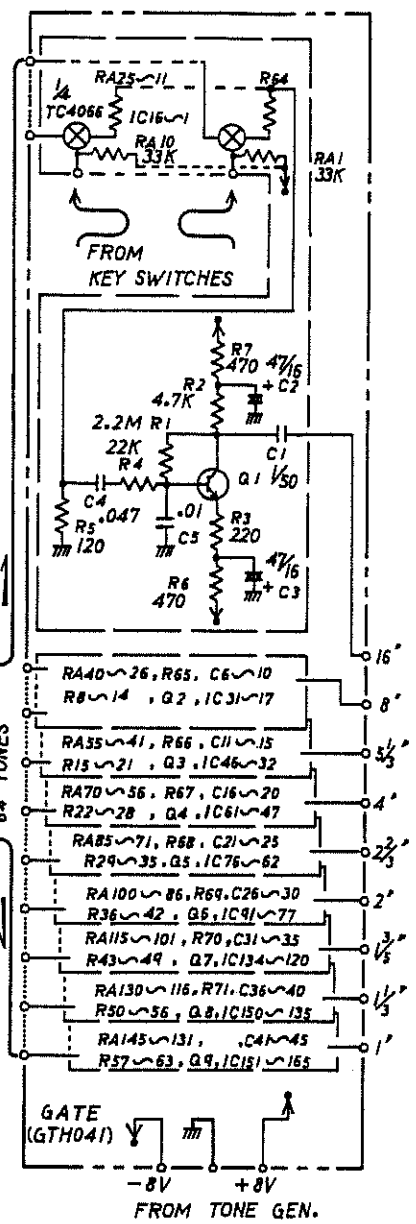 RA25~11
R64
1/4
TC4066
IC16~1
RA10
33K
RA1
33K
FROM
KEY SWITCHES
R7
470
47/16
+ C2
R2
4.7K
2.2M R1
22K
R4
C1
Q1 1/50
C4
.047
.01
C5
R5
120
R3
220
47/16
+ C3
R6
470
64 TONES
16'
RA40~26, R65, C6~10
R8~14 , Q2, IC31~17
8'
RA55~41, R66, C11~15
R15~21 , Q3, IC46~32
5 1/3"
RA70~56, R67, C16~20
R22~28 , Q4, IC61~47
4"
RA85~71, R68, C21~25
R29~35, Q5, IC76~62
2 2/3"
RA100~86, R69, C26~30
R36~42 , Q6, IC91~77
2"
RA115~101, R70, C31~35
R43~49 , Q7, IC134~120
1 3/5"
RA130~116, R71, C36~40
R50~56 , Q8, IC150~135
1 1/3"
RA145~131, , C41~45
R57~63, Q9, IC151~165
1"
GATE
(GTH041)
-8V
+8V
FROM TONE GEN.